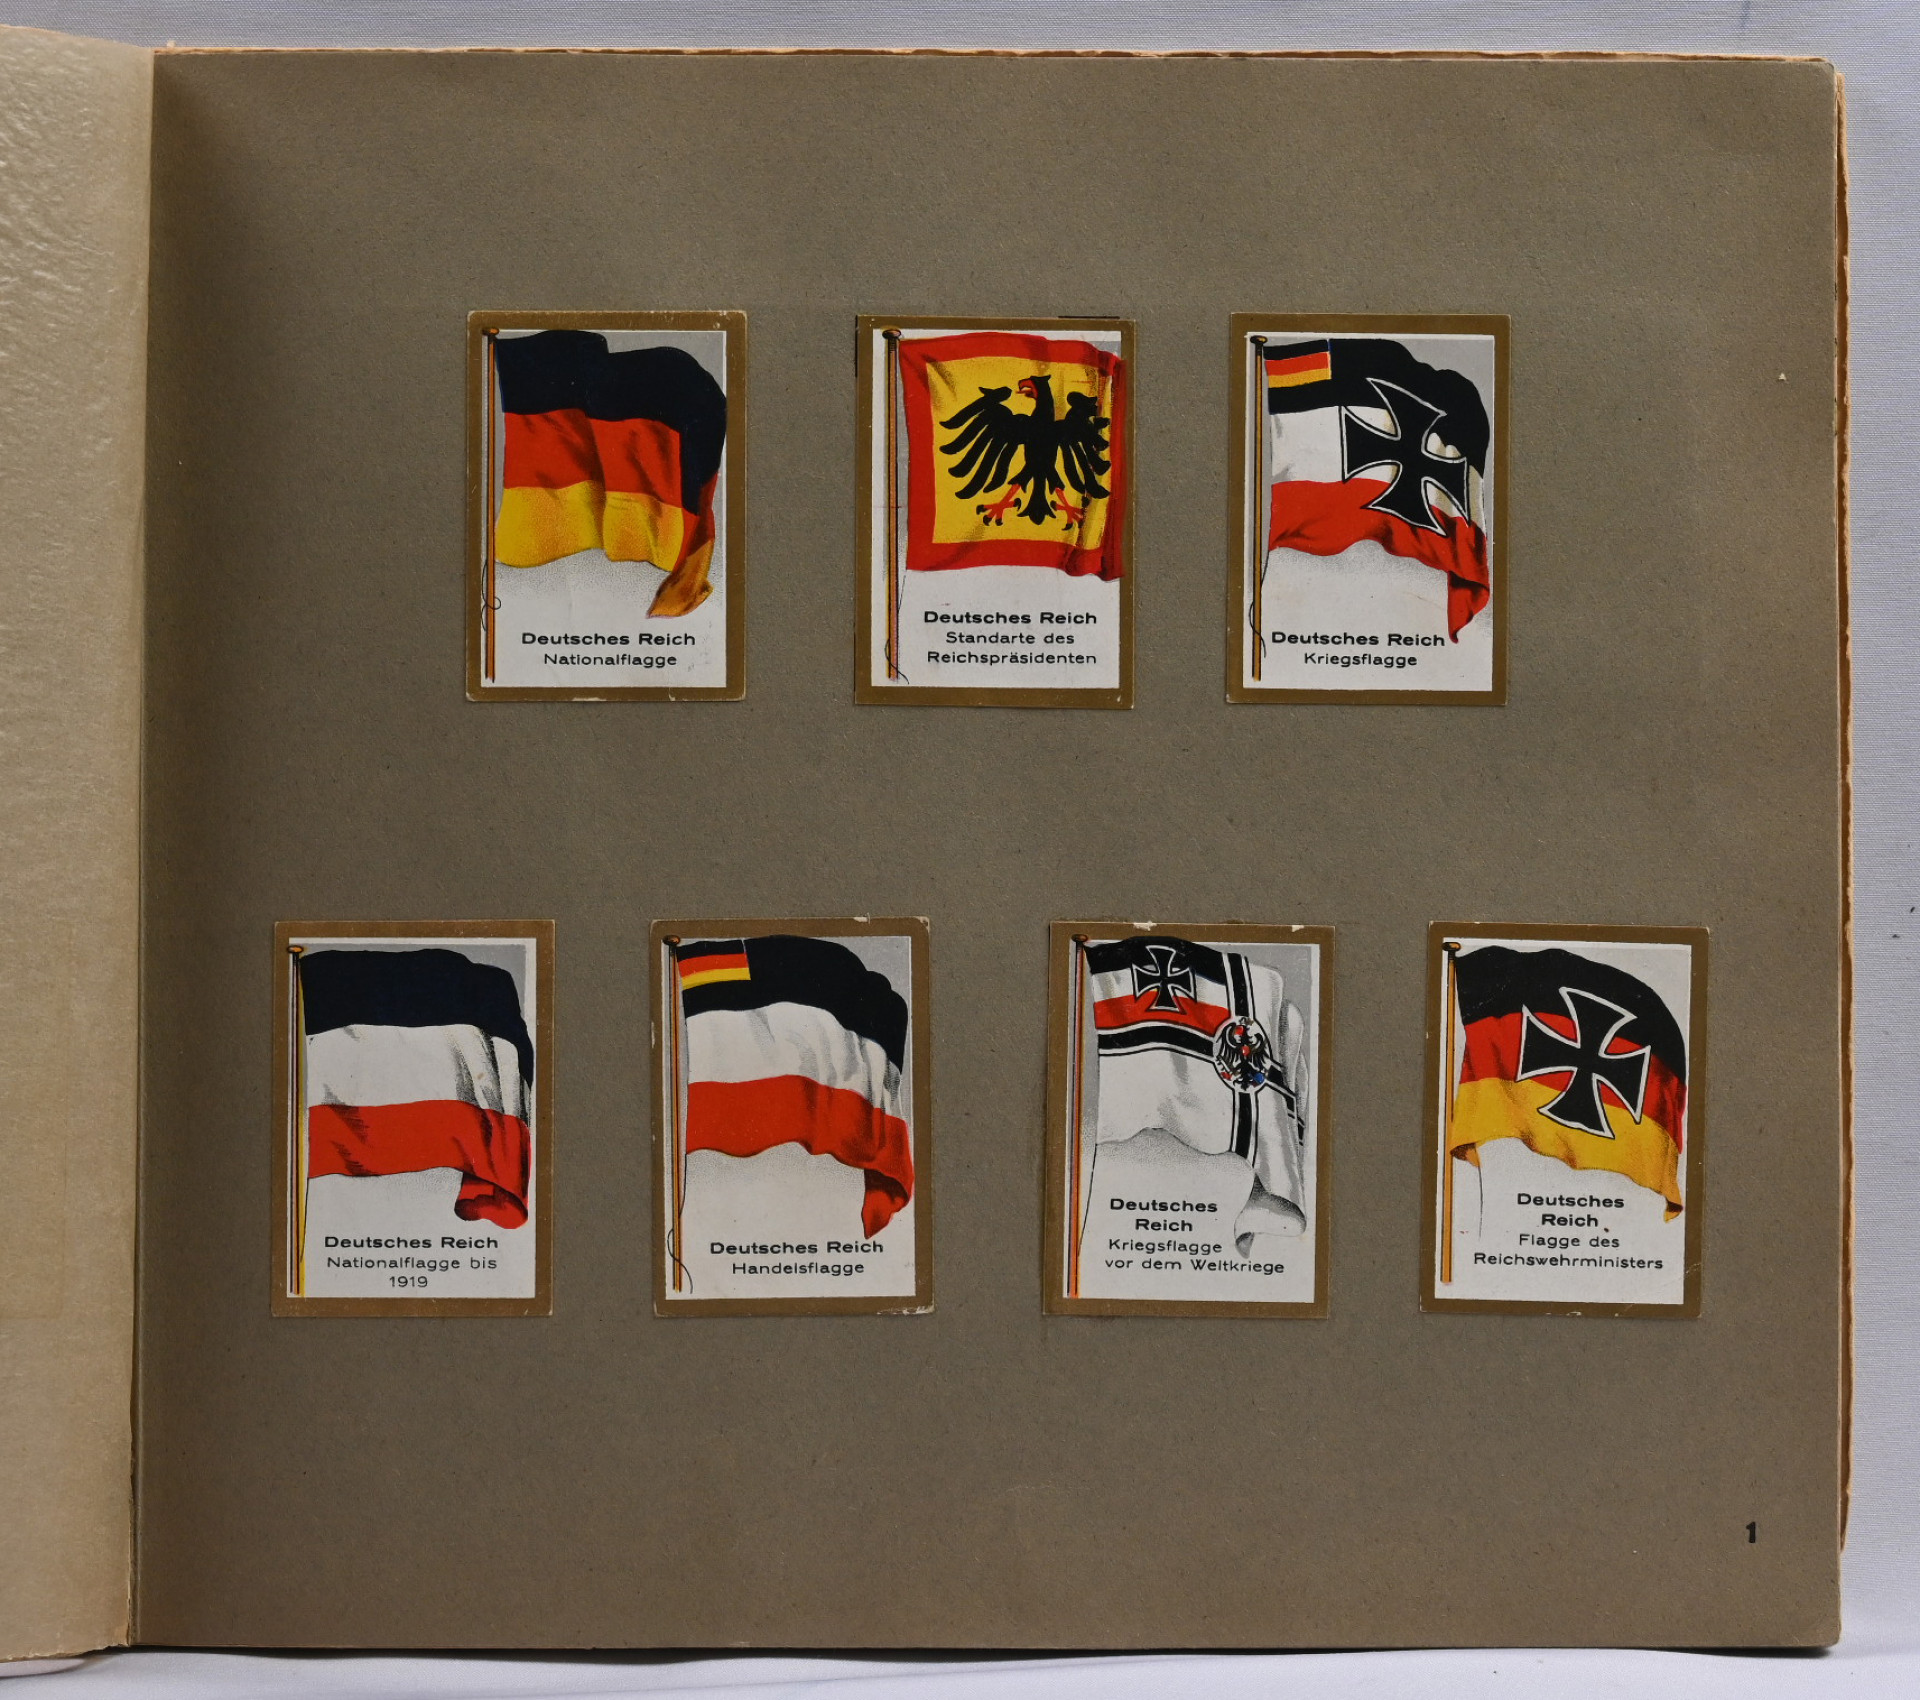 Deutsches Reich
Nationalflagge
Deutsches Reich
Standarte des
Reichspräsidenten
Deutsches Reich
Kriegsflagge
Deutsches Reich
Nationalflagge bis
1919
Deutsches Reich
Handelsflagge
Deutsches
Reich
Kriegsflagge
vor dem Weltkriege
Deutsches
Reich
Flagge des
Reichswehrministers
1